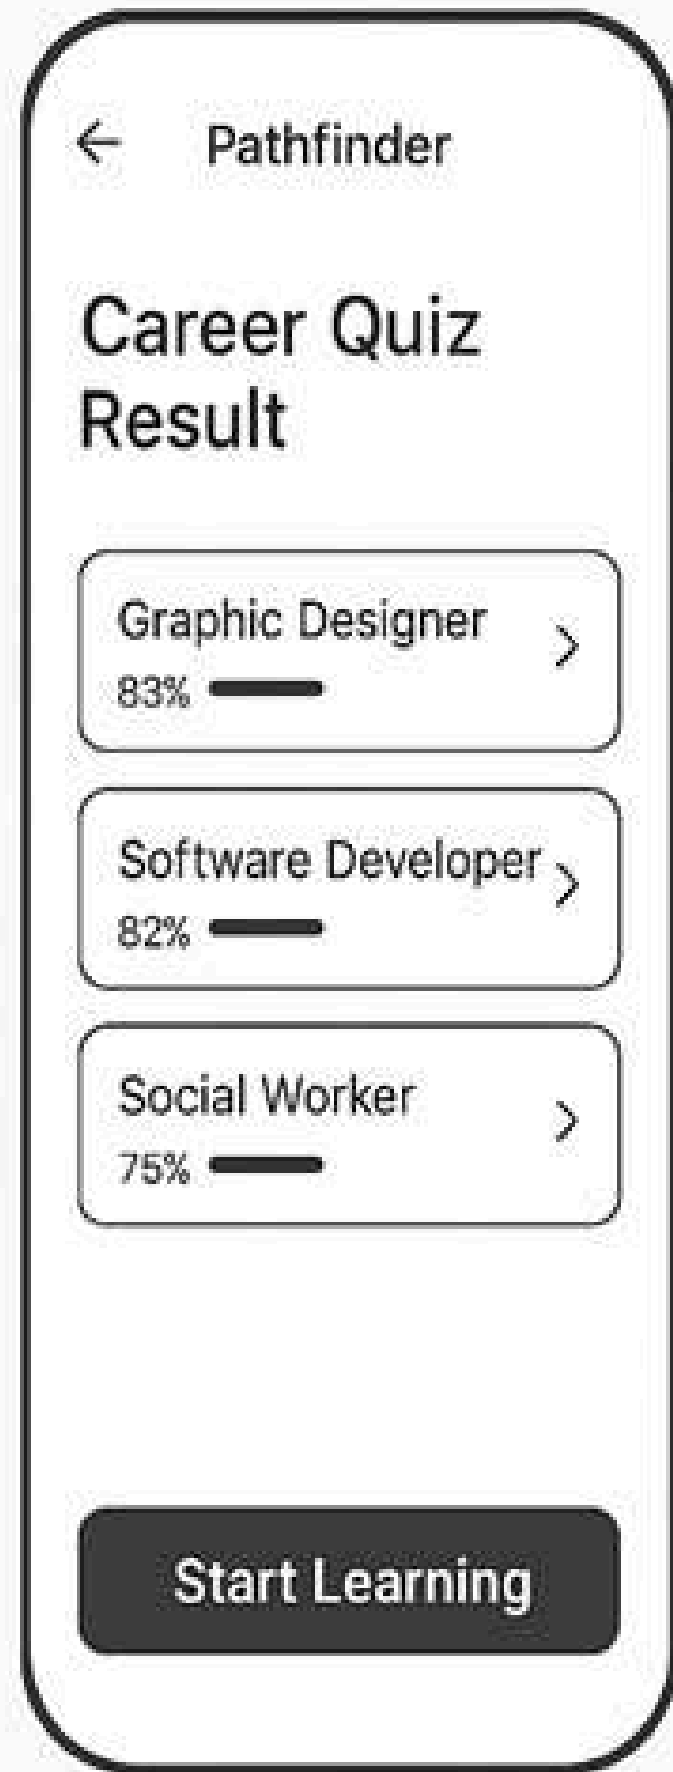 Pathfinder
Career Quiz
Result
Graphic Designer
83%
Software Developer
82%
Social Worker
75%
Start Learning